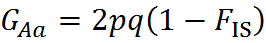 G_{Aa} = 2pq(1 − F_{IS})